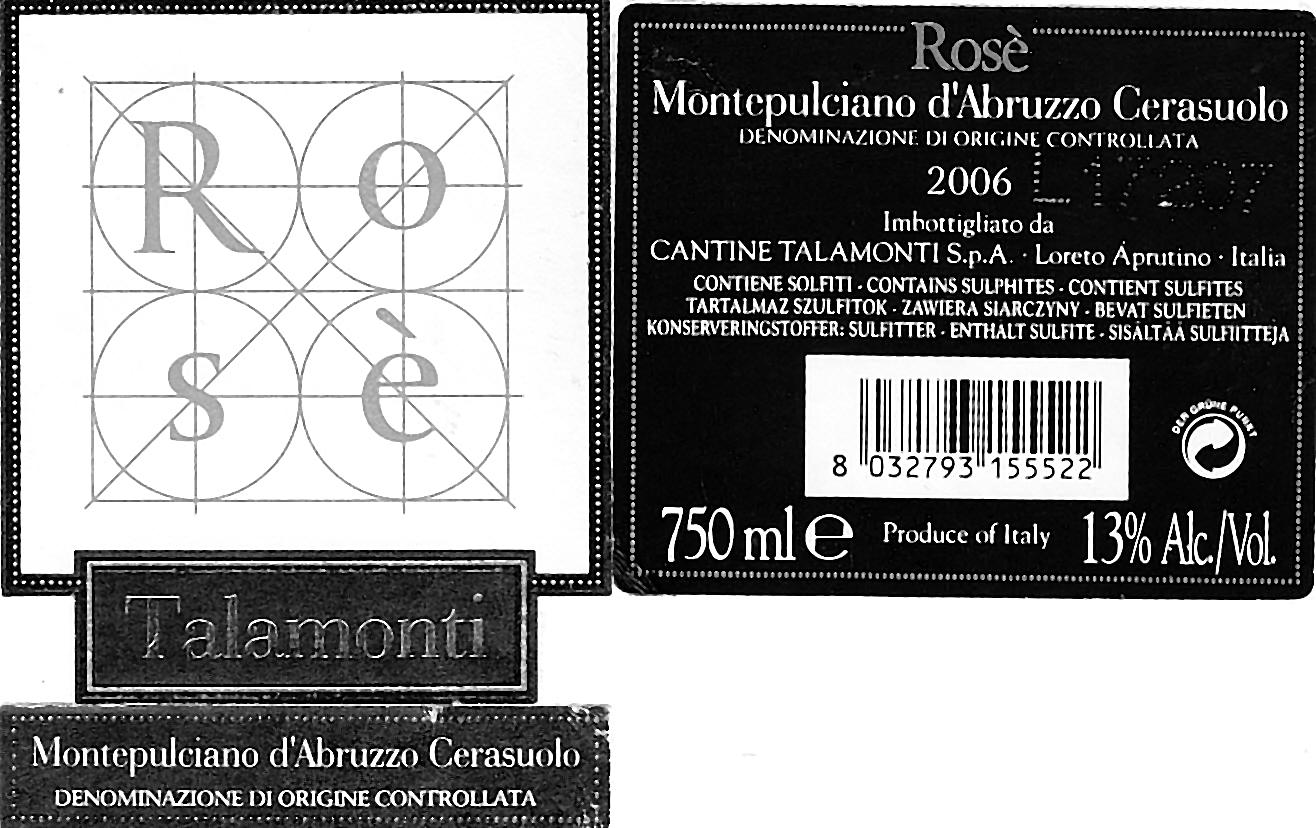 R o
s è
Talamonti
Montepulciano d'Abruzzo Cerasuolo
DENOMINAZIONE DI ORIGINE CONTROLLATA
Rosè
Montepulciano d'Abruzzo Cerasuolo
DENOMINAZIONE DI ORIGINE CONTROLLATA
2006 L 17207
Imbottigliato da
CANTINE TALAMONTI S.p.A. · Loreto Aprutino · Italia
CONTIENE SOLFITI - CONTAINS SULPHITES - CONTIENT SULFITES
TARTALMAZ SZULFITOK - ZAWIERA SIARCZYNY - BEVAT SULFIETEN
KONSERVERINGSTOFFER: SULFITTER - ENTHÄLT SULFITE - SISÄLTÄÄ SULFIITTEJA
DER GRÜNE PUNKT
8 032793 155522
750 ml e Produce of Italy 13% Alc./Vol.